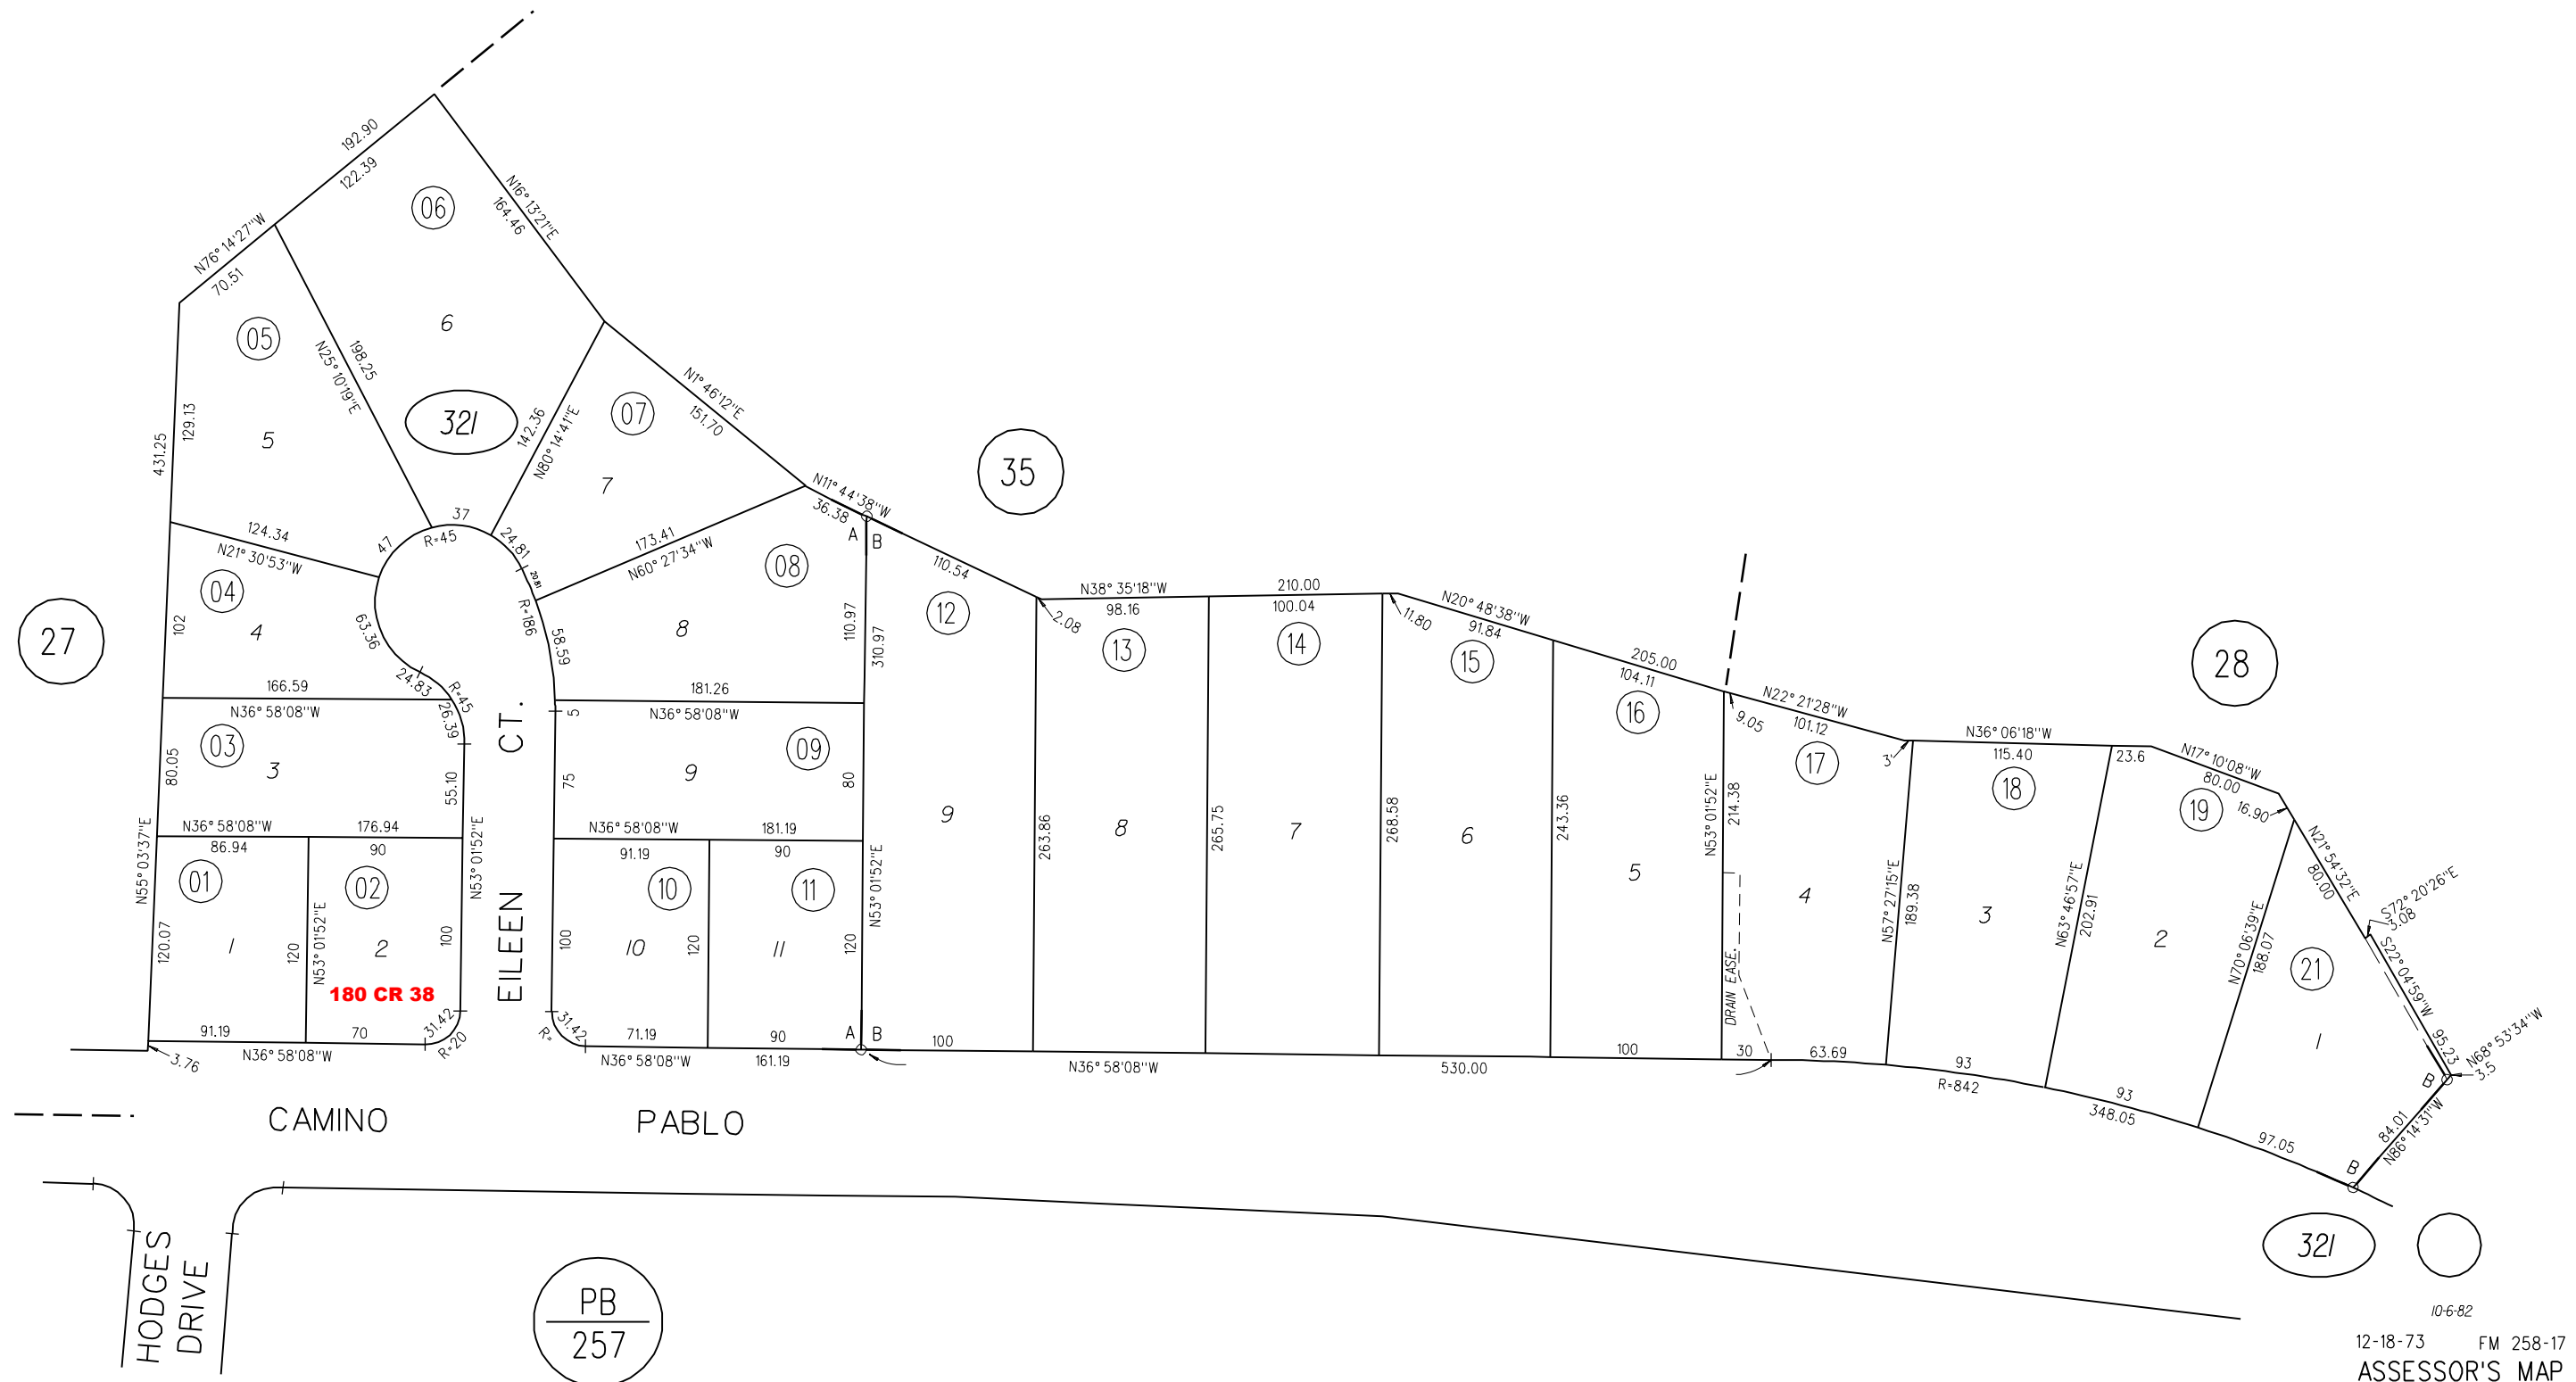 192.90
122.39
N76° 14'27"W
70.51
06
N16° 13'21"E
164.46
05
6
N25° 10'19"E
198.25
431.25
129.13
5
321
142.36
N80° 14'41"E
07
7
N1° 46'12"E
151.70
N11° 44'38"W
36.38
A
B
35
124.34
N21° 30'53"W
47
37
R=45
24.81
20.81
173.41
N60° 27'34"W
08
110.54
27
04
102
4
63.36
24.83
R=45
26.39
R=186
58.59
8
110.97
310.97
12
2.08
N38° 35'18"W
210.00
98.16
100.04
13
14
11.80
N20° 48'38"W
91.84
15
205.00
104.11
16
28
166.59
N36° 58'08"W
181.26
N36° 58'08"W
5
03
3
80.05
55.10
75
09
9
80
9.05
N22° 21'28"W
101.12
17
3'
N36° 06'18"W
115.40
18
23.6
N17° 10'08"W
80.00
19
16.90
N36° 58'08"W
176.94
86.94
90
N36° 58'08"W
181.19
91.19
90
01
02
10
11
N55° 03'37"E
120.07
1
120
N53° 01'52"E
2
100
N53° 01'52"E
180 CR 38
EILEEN CT.
100
10
120
11
120
N53° 01'52"E
9
263.86
8
265.75
7
268.58
6
243.36
5
N53° 01'52"E
214.38
DRAIN EASE.
4
N57° 27'15"E
189.38
3
N63° 46'57"E
202.91
2
N70° 06'39"E
188.07
21
1
N21° 54'32"E
80.00
S72° 20'26"E
3.08
S22° 04'59"W
95.23
N68° 53'34"W
3.5
B
84.01
N86° 14'31"W
B
91.19
70
31.42
R=20
N36° 58'08"W
3.76
31.42
R=
71.19
90
N36° 58'08"W
161.19
A
B
100
N36° 58'08"W
530.00
100
30
63.69
93
R=842
93
348.05
97.05
CAMINO PABLO
HODGES
DRIVE
PB
257
321
10-6-82
12-18-73 FM 258-17
ASSESSOR'S MAP